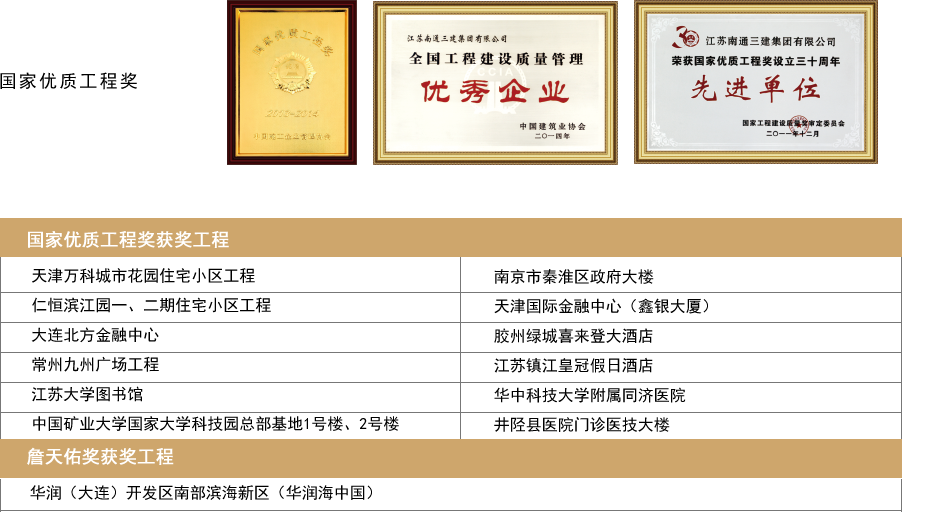 国家优质工程奖
国家优质工程奖
江苏南通三建集团有限公司
全国工程建设质量管理
优秀企业
中国建筑业协会
二〇一四年
30
江苏南通三建集团有限公司
荣获国家优质工程奖设立三十周年
先进单位
国家工程建设质量奖审定委员会
二〇一一年十二月
国家优质工程奖获奖工程
天津万科城市花园住宅小区工程
南京市秦淮区政府大楼
仁恒滨江园一、二期住宅小区工程
天津国际金融中心（鑫银大厦）
大连北方金融中心
胶州绿城喜来登大酒店
常州九州广场工程
江苏镇江皇冠假日酒店
江苏大学图书馆
华中科技大学附属同济医院
中国矿业大学国家大学科技园总部基地1号楼、2号楼
井陉县医院门诊医技大楼
詹天佑奖获奖工程
华润（大连）开发区南部滨海新区（华润海中国）